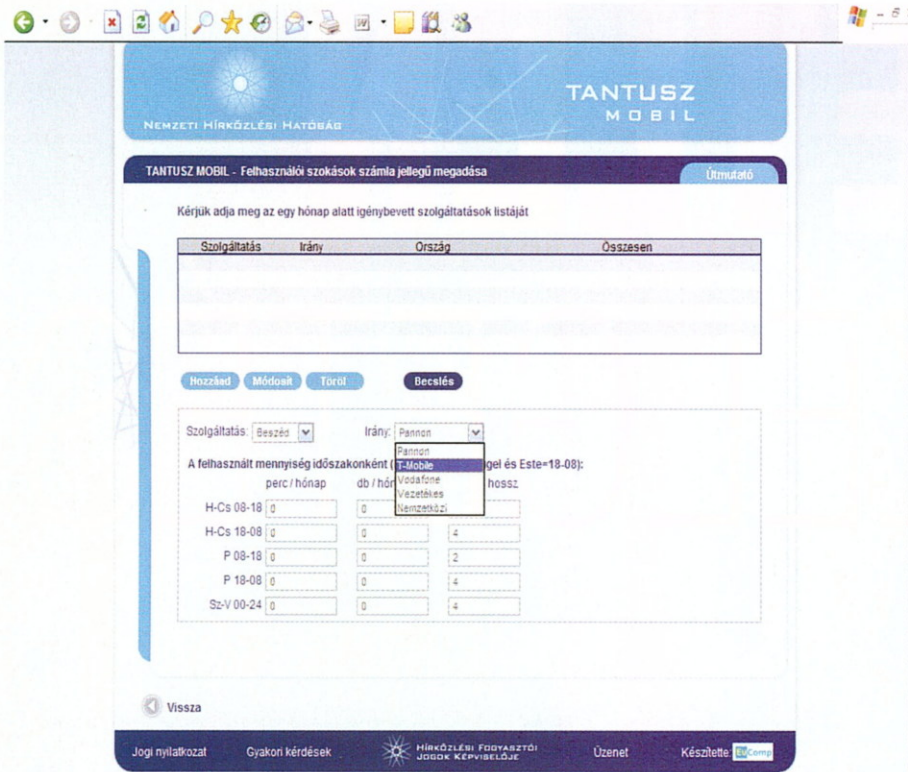 TANTUSZ
MOBIL
NEMZETI HÍRKÖZLÉSI HATÓSÁG
TANTUSZ MOBIL - Felhasználói szokások számla jellegű megadása
Útmutató
Kérjük adja meg az egy hónap alatt igénybevett szolgáltatások listáját
Szolgáltatás Irány Ország Összesen
Hozzáad Módosít Töröl Becslés
Szolgáltatás: Beszéd Irány: Pannon
Pannon
A felhasznált mennyiség időszakonként ( T-Mobile gel és Este=18-08):
Vodafone
perc / hónap db / hón hossz
Vezetékes
Nemzetközi
H-Cs 08-18 0 0
H-Cs 18-08 0 0 4
P 08-18 0 0 2
P 18-08 0 0 4
Sz-V 00-24 0 0 4
Vissza
Jogi nyilatkozat Gyakori kérdések HÍRKÖZLÉSI FOGYASZTÓI JOGOK KÉPVISELŐJE Üzenet Készítette: EuComp